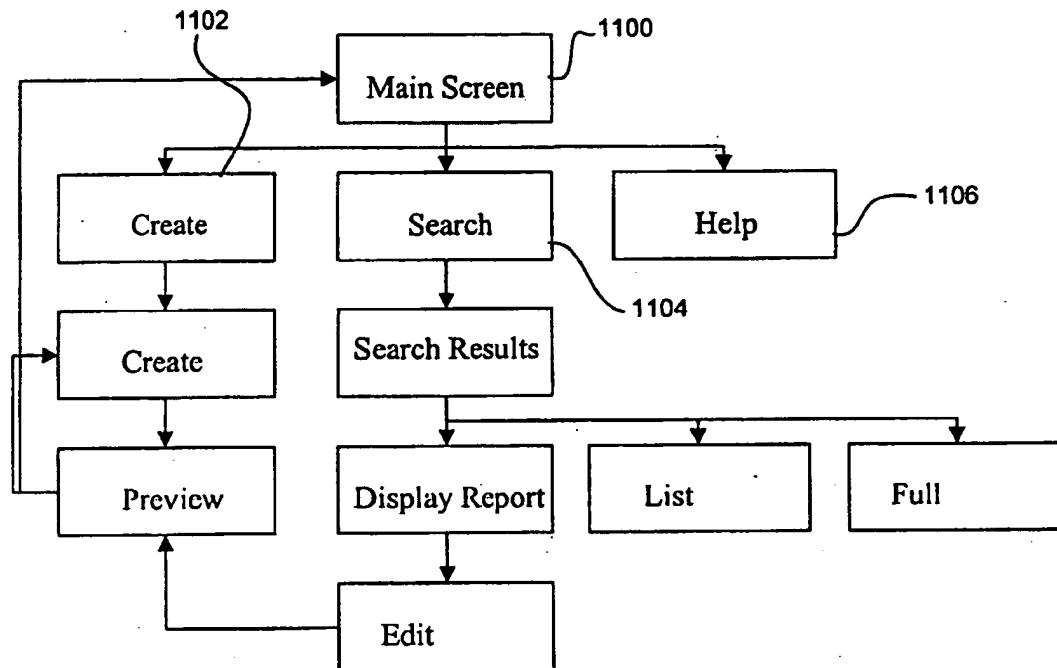 1102
1100
Main Screen
Create
Search
Help
1106
1104
Create
Search Results
Preview
Display Report
List
Full
Edit